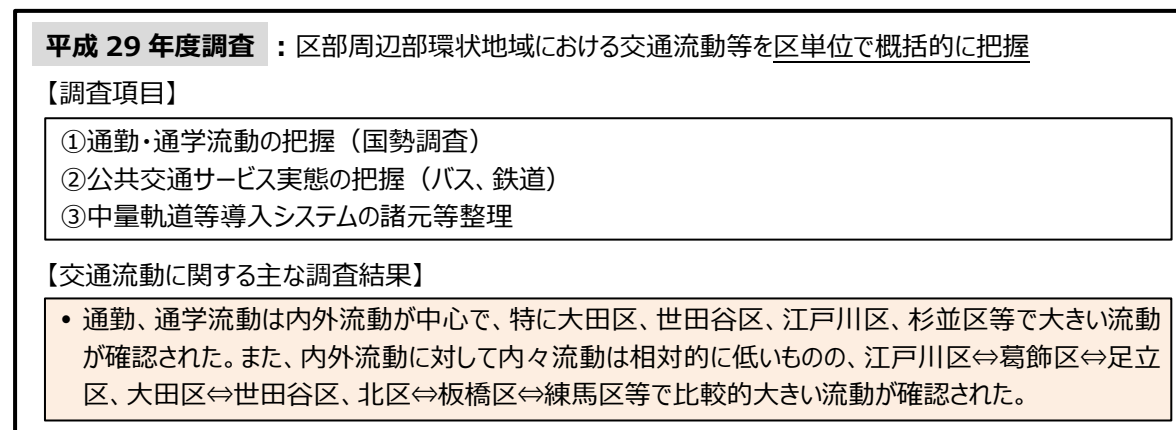 平成 29 年度調査 ：区部周辺部環状地域における交通流動等を区単位で概括的に把握
【調査項目】
①通勤・通学流動の把握（国勢調査）
②公共交通サービス実態の把握（バス、鉄道）
③中量軌道等導入システムの諸元等整理
【交通流動に関する主な調査結果】
• 通勤、通学流動は内外流動が中心で、特に大田区、世田谷区、江戸川区、杉並区等で大きい流動
が確認された。また、内外流動に対して内々流動は相対的に低いものの、江戸川区⇔葛飾区⇔足立
区、大田区⇔世田谷区、北区⇔板橋区⇔練馬区等で比較的大きい流動が確認された。